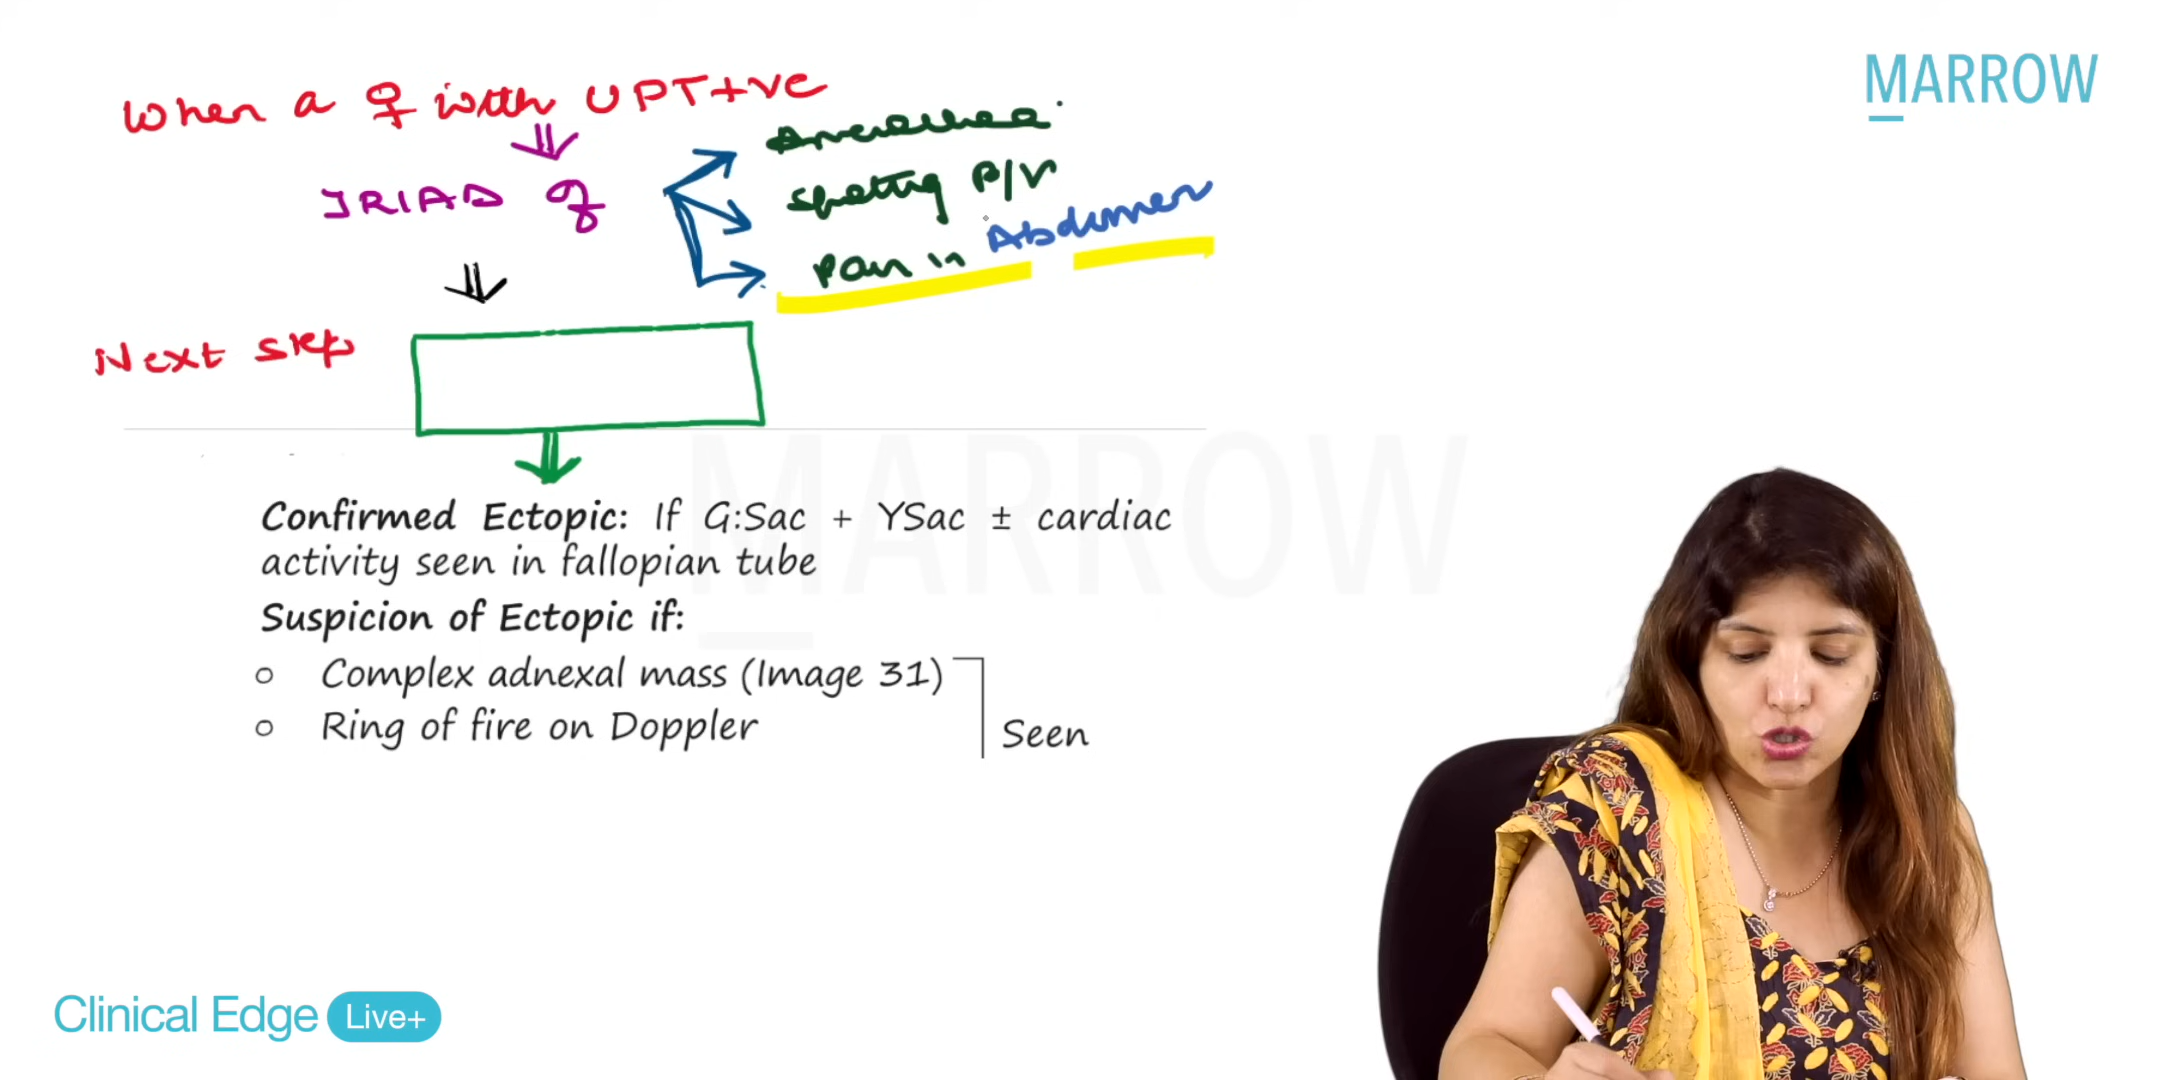 MARROW
When a ♀ with UPT+ve
TRIAD of
Amenorrhea
Spotting P/V
Pain in Abdomen
Next step
Confirmed Ectopic: If G:Sac + YSac ± cardiac
activity seen in fallopian tube
Suspicion of Ectopic if:
○ Complex adnexal mass (Image 31)
○ Ring of fire on Doppler
Seen
MARROW
Clinical Edge Live+